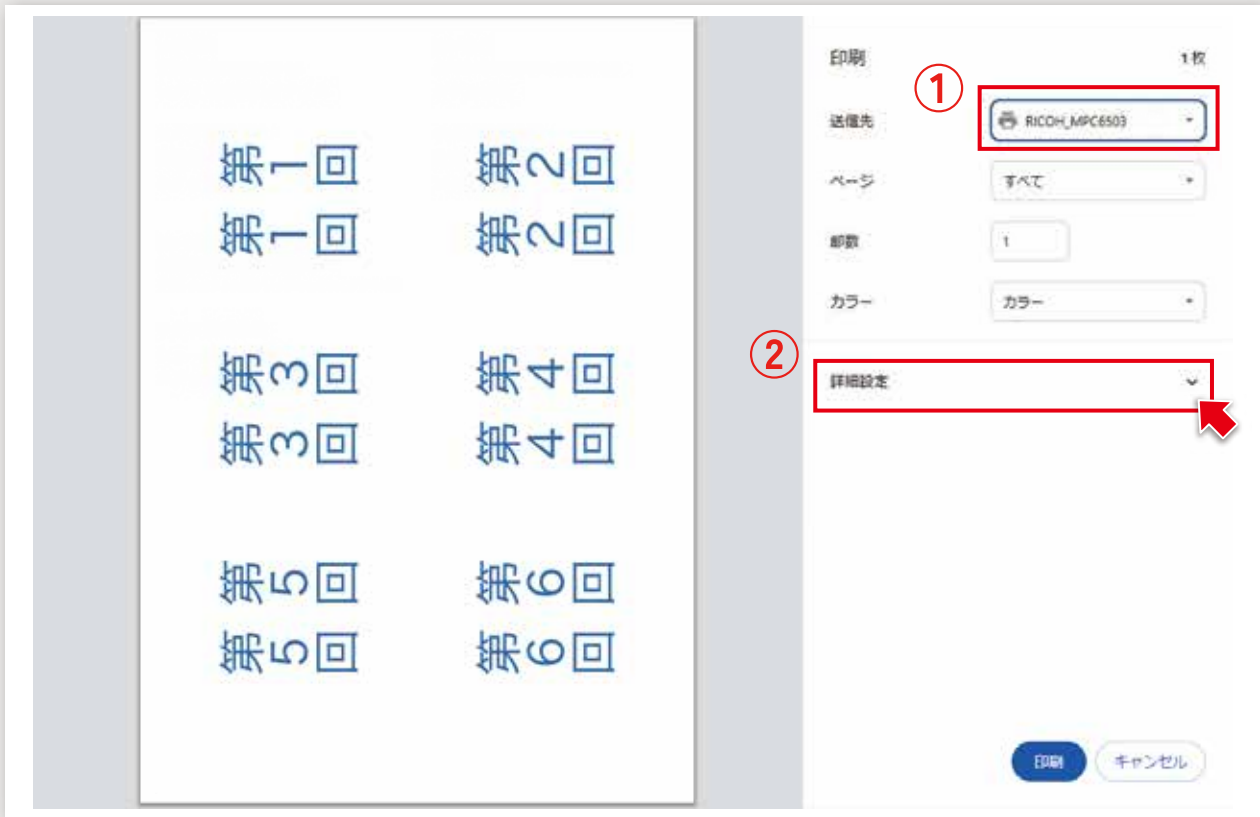 第1回 第2回
第1回 第2回
第3回 第4回
第3回 第4回
第5回 第6回
第5回 第6回
印刷 1枚
①
送信先 RICOH_MPC6503
ページ すべて
部数 1
カラー カラー
②
詳細設定
印刷 キャンセル